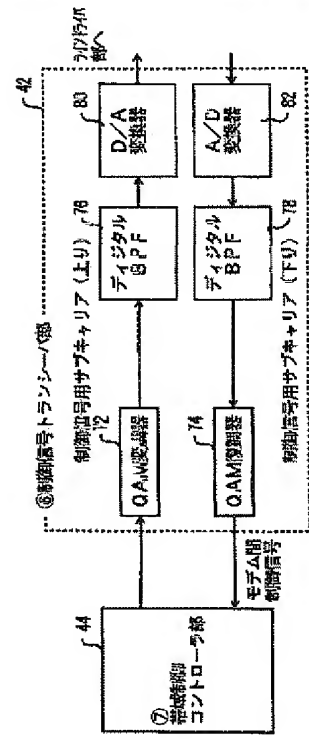 42
⑥制御信号トランシーバ部
44
⑦
帯域制御
コントローラ部
72
QAM変調器
制御信号用サブキャリア（上り）
76
ディジタル
BPF
80
D/A
変換器
ラインドライバ
部へ
74
QAM復調器
モデム間
制御信号
78
ディジタル
BPF
制御信号用サブキャリア（下り）
82
A/D
変換器